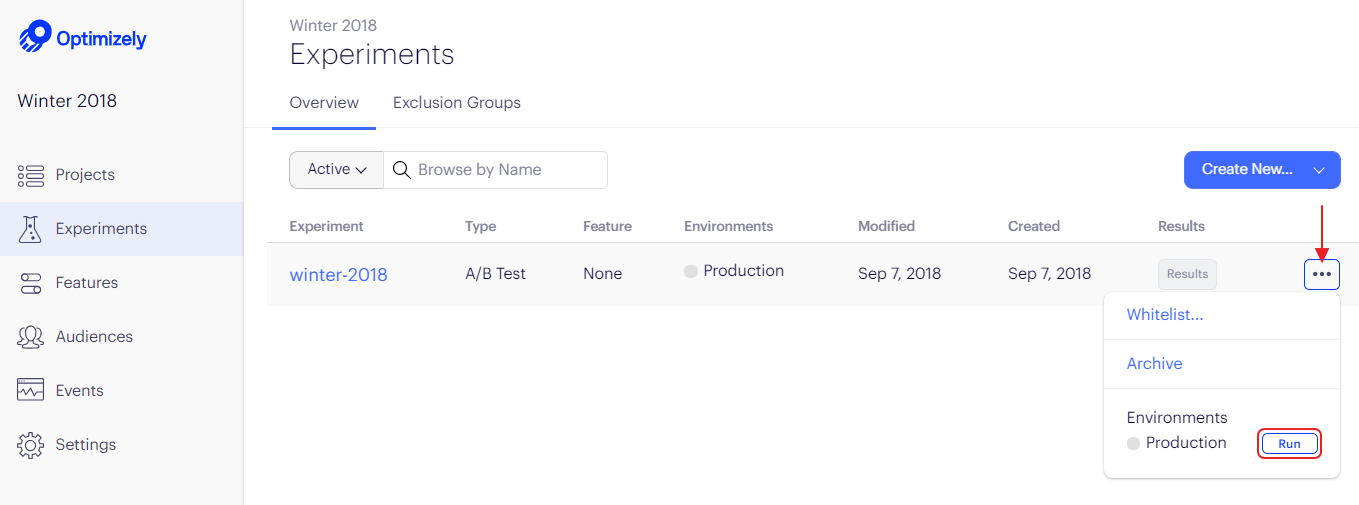 Optimizely
Winter 2018
Projects
Experiments
Features
Audiences
Events
Settings
Winter 2018
Experiments
Overview Exclusion Groups
Active Browse by Name Create New...
Experiment Type Feature Environments Modified Created Results
winter-2018 A/B Test None Production Sep 7, 2018 Sep 7, 2018 Results
Whitelist...
Archive
Environments
Production Run